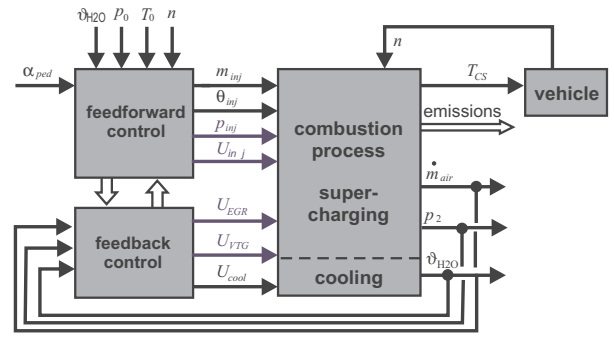 ϑH2O p0 T0 n
n
αped
minj
TCS
θinj
feedforward
control
vehicle
emissions
pinj
combustion
process
Uin j
ṁair
super-
charging
UEGR
p2
feedback
control
UVTG
ϑH2O
Ucool
cooling